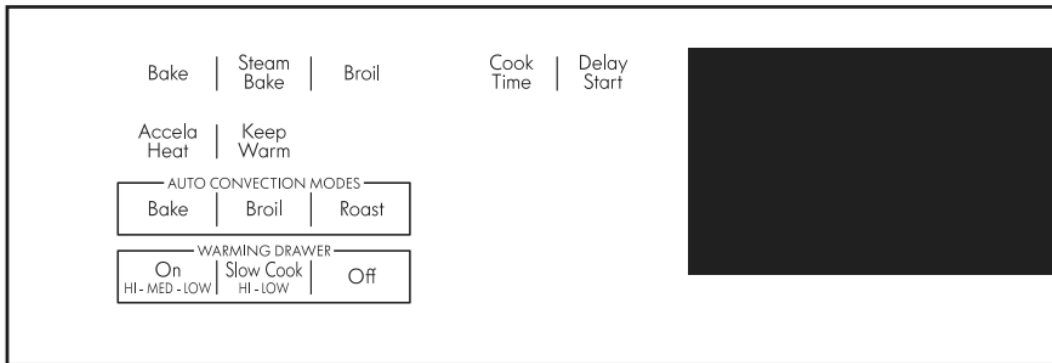 Bake | Steam Bake | Broil
Cook Time | Delay Start
Accela Heat | Keep Warm
AUTO CONVECTION MODES
Bake | Broil | Roast
WARMING DRAWER
On | Slow Cook | Off
HI - MED - LOW | HI - LOW